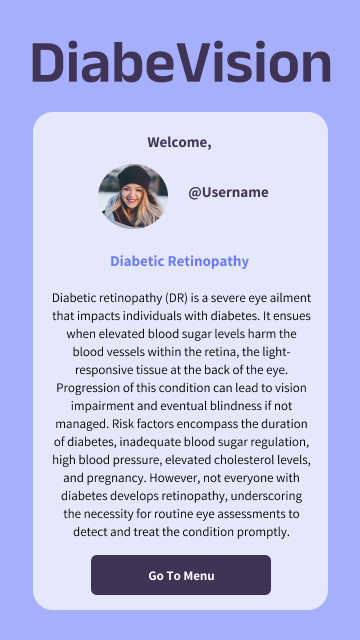 DiabeVision
Welcome,
@Username
Diabetic Retinopathy
Diabetic retinopathy (DR) is a severe eye ailment
that impacts individuals with diabetes. It ensues
when elevated blood sugar levels harm the
blood vessels within the retina, the light-
responsive tissue at the back of the eye.
Progression of this condition can lead to vision
impairment and eventual blindness if not
managed. Risk factors encompass the duration
of diabetes, inadequate blood sugar regulation,
high blood pressure, elevated cholesterol levels,
and pregnancy. However, not everyone with
diabetes develops retinopathy, underscoring
the necessity for routine eye assessments to
detect and treat the condition promptly.
Go To Menu